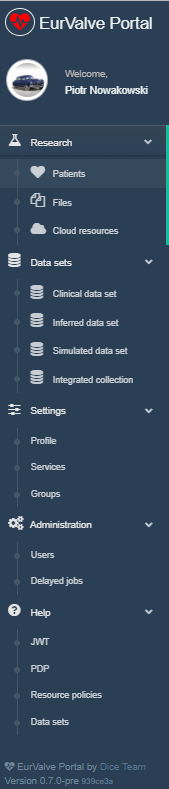 EurValve Portal
Welcome,
Piotr Nowakowski
Research
Patients
Files
Cloud resources
Data sets
Clinical data set
Inferred data set
Simulated data set
Integrated collection
Settings
Profile
Services
Groups
Administration
Users
Delayed jobs
Help
JWT
PDP
Resource policies
Data sets
EurValve Portal by Dice Team
Version 0.7.0-pre 939ce3a